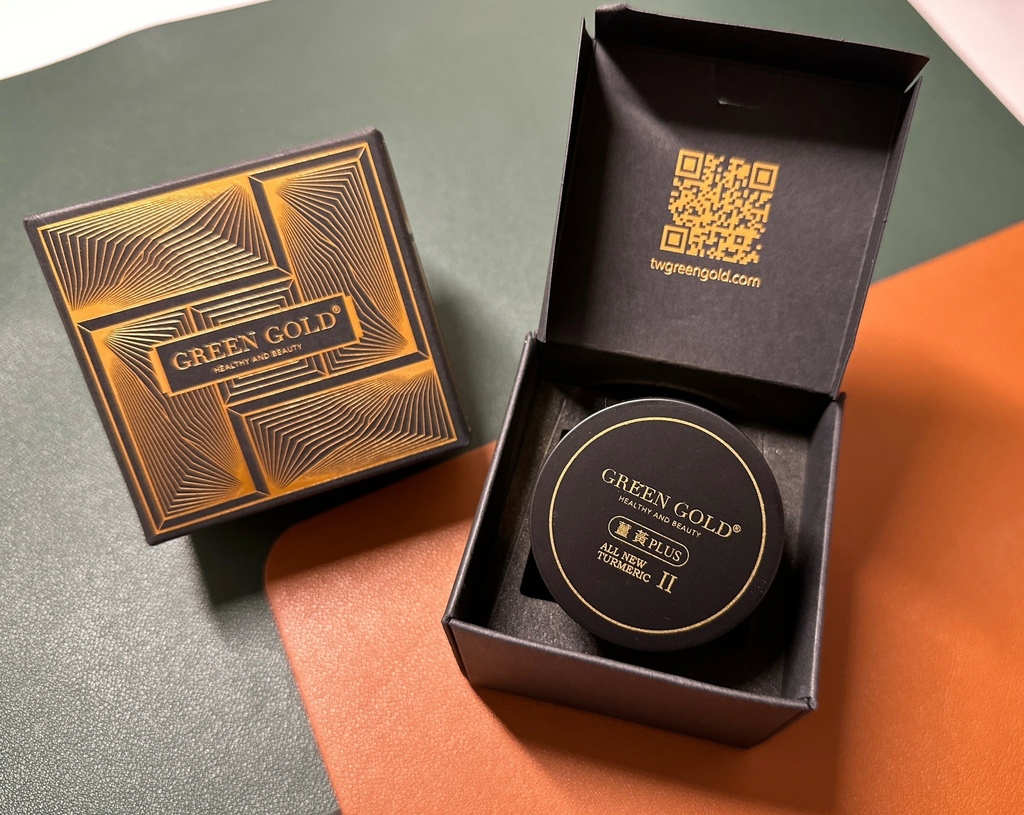 GREEN GOLD®
HEALTHY AND BEAUTY
twgreengold.com
GREEN GOLD®
HEALTHY AND BEAUTY
薑黃PLUS
ALL NEW
TURMERIC II